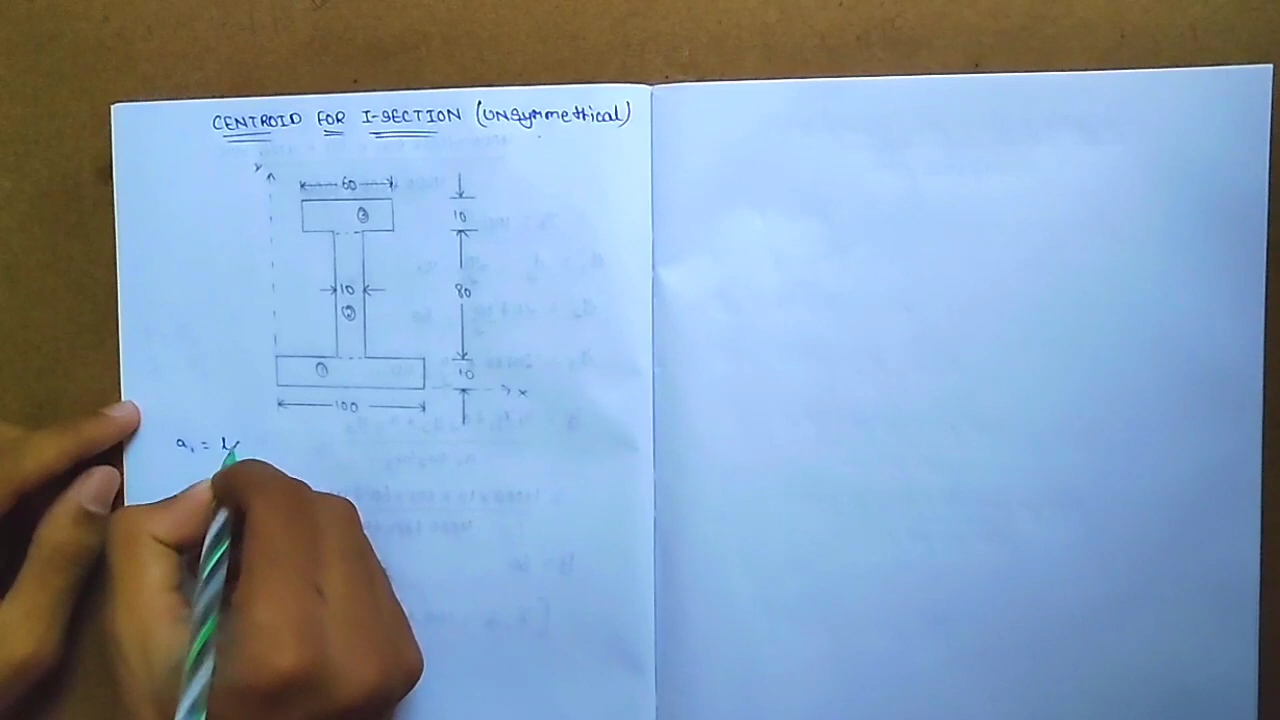 CENTROID FOR I-SECTION (UNSymmetrical)
Y
60
③ 10
10 80
②
① 10
x
100
a₁ = l